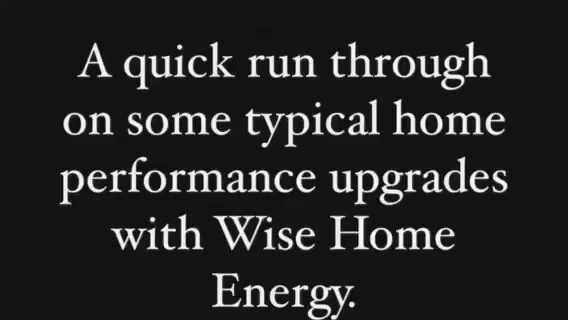 A quick run through
on some typical home
performance upgrades
with Wise Home
Energy.